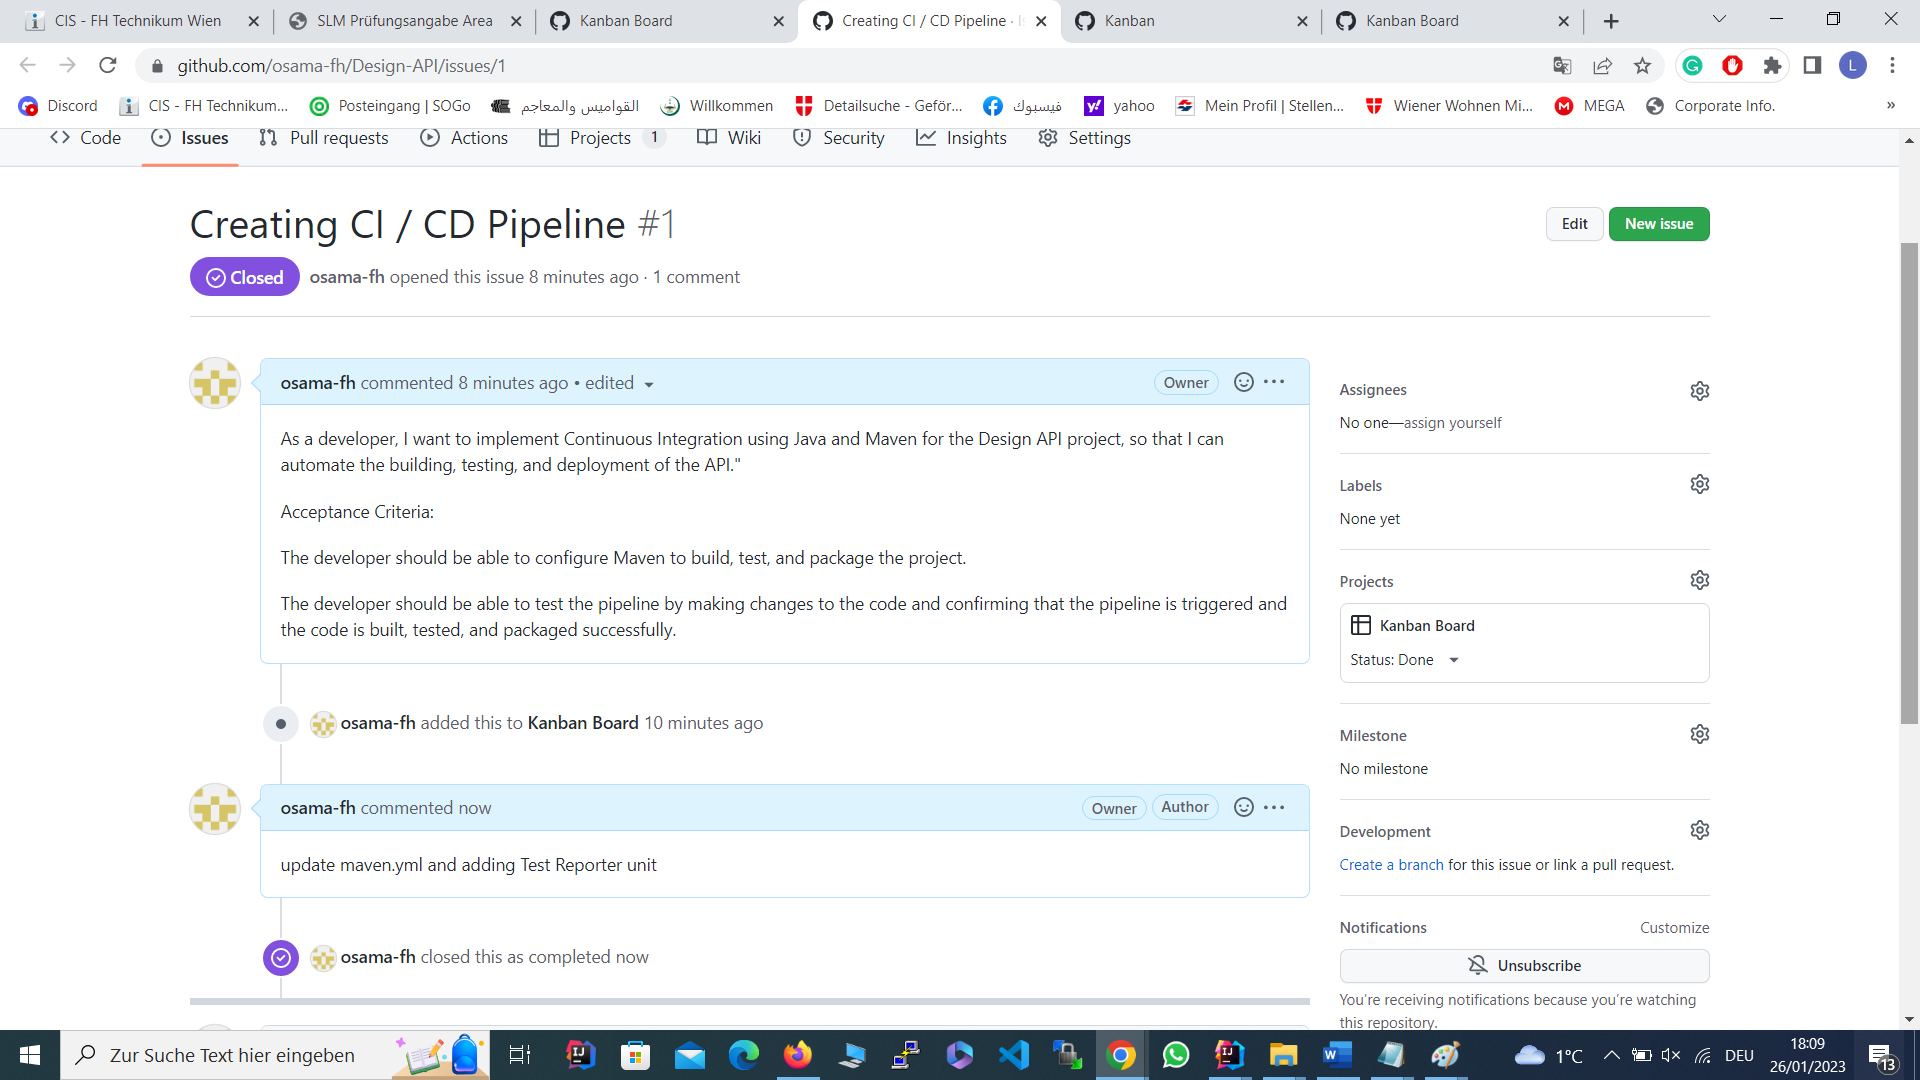 CIS - FH Technikum Wien
SLM Prüfungsangabe Area
Kanban Board
Creating CI / CD Pipeline · Is
Kanban
Kanban Board
github.com/osama-fh/Design-API/issues/1
L
Discord
CIS - FH Technikum...
Posteingang | SOGo
القواميس والمعاجم
Willkommen
Detailsuche - Geför...
فيسبوك
yahoo
Mein Profil | Stellen...
Wiener Wohnen Mi...
MEGA
Corporate Info.
»
Code
Issues
Pull requests
Actions
Projects 1
Wiki
Security
Insights
Settings
Creating CI / CD Pipeline #1
Edit
New issue
Closed
osama-fh opened this issue 8 minutes ago · 1 comment
osama-fh commented 8 minutes ago • edited
Owner
As a developer, I want to implement Continuous Integration using Java and Maven for the Design API project, so that I can
automate the building, testing, and deployment of the API."
Acceptance Criteria:
The developer should be able to configure Maven to build, test, and package the project.
The developer should be able to test the pipeline by making changes to the code and confirming that the pipeline is triggered and
the code is built, tested, and packaged successfully.
osama-fh added this to Kanban Board 10 minutes ago
osama-fh commented now
Owner
Author
update maven.yml and adding Test Reporter unit
osama-fh closed this as completed now
Assignees
No one—assign yourself
Labels
None yet
Projects
Kanban Board
Status: Done
Milestone
No milestone
Development
Create a branch for this issue or link a pull request.
Notifications
Customize
Unsubscribe
You're receiving notifications because you're watching
this repository.
Zur Suche Text hier eingeben
1°C
DEU
18:09
26/01/2023
13